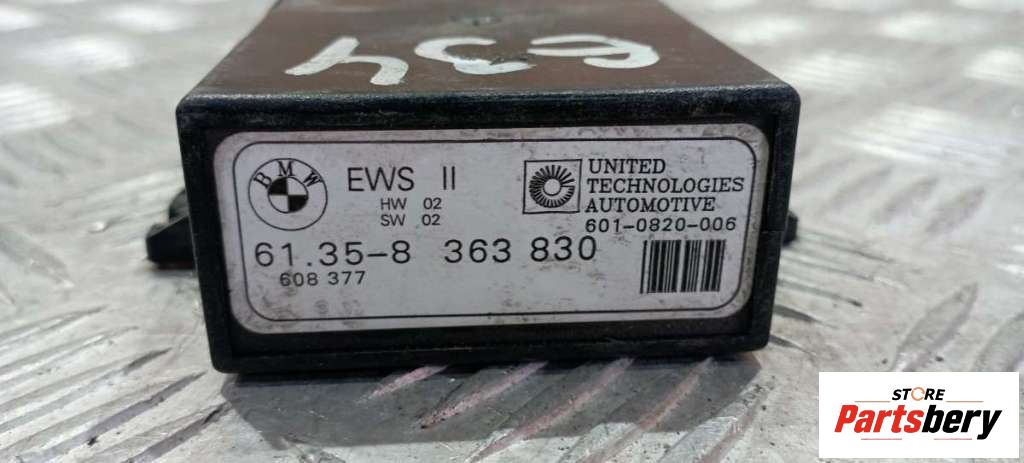 E34
BMW
EWS II
HW 02
SW 02
61.35-8 363 830
608 377
UNITED
TECHNOLOGIES
AUTOMOTIVE
601-0820-006
STORE
Partsbery